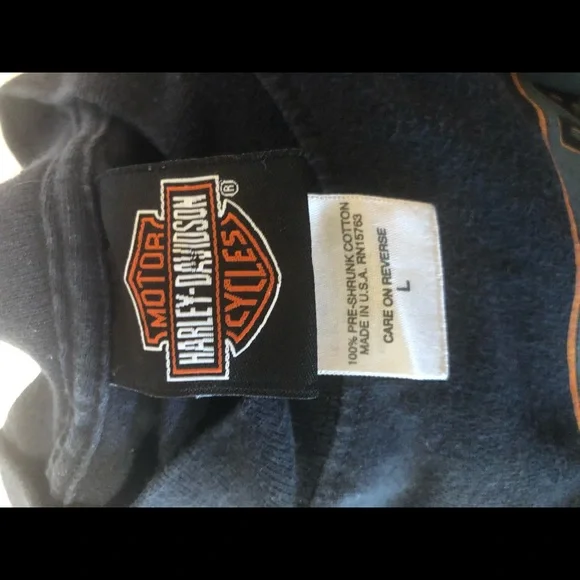 MOTOR
HARLEY-DAVIDSON
CYCLES
®
100% PRE-SHRUNK COTTON
MADE IN U.S.A. RN15763
CARE ON REVERSE
L